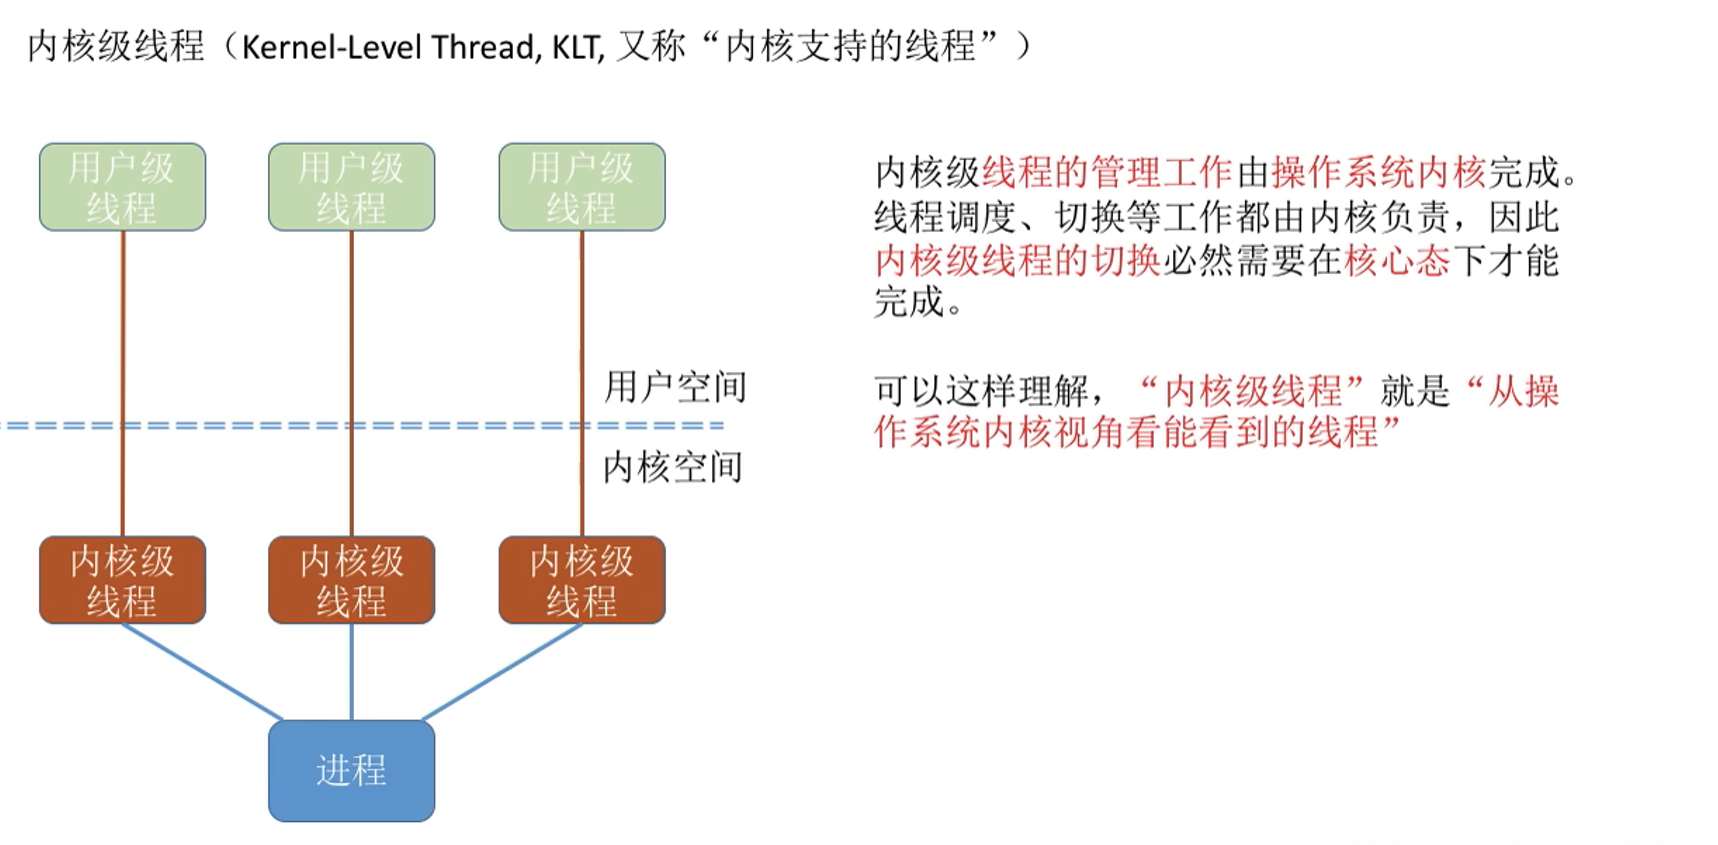 内核级线程（Kernel-Level Thread, KLT, 又称“内核支持的线程”）
用户级
线程
用户级
线程
用户级
线程
用户空间
内核空间
内核级
线程
内核级
线程
内核级
线程
进程
内核级线程的管理工作由操作系统内核完成。
线程调度、切换等工作都由内核负责，因此
内核级线程的切换必然需要在核心态下才能
完成。
可以这样理解，“内核级线程”就是“从操
作系统内核视角看能看到的线程”